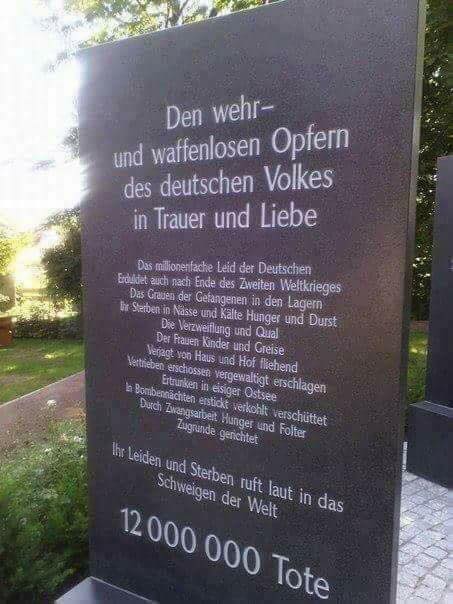 Den wehr–
und waffenlosen Opfern
des deutschen Volkes
in Trauer und Liebe
Das millionenfache Leid der Deutschen
Erduldet auch nach Ende des Zweiten Weltkrieges
Das Grauen der Gefangenen in den Lagern
Ihr Sterben in Nässe und Kälte Hunger und Durst
Die Verzweiflung und Qual
Der Frauen Kinder und Greise
Verjagt von Haus und Hof fliehend
Vertrieben erschossen vergewaltigt erschlagen
Ertrunken in eisiger Ostsee
In Bombennächten erstickt verkohlt verschüttet
Durch Zwangsarbeit Hunger und Folter
Zugrunde gerichtet
Ihr Leiden und Sterben ruft laut in das
Schweigen der Welt
12 000 000 Tote